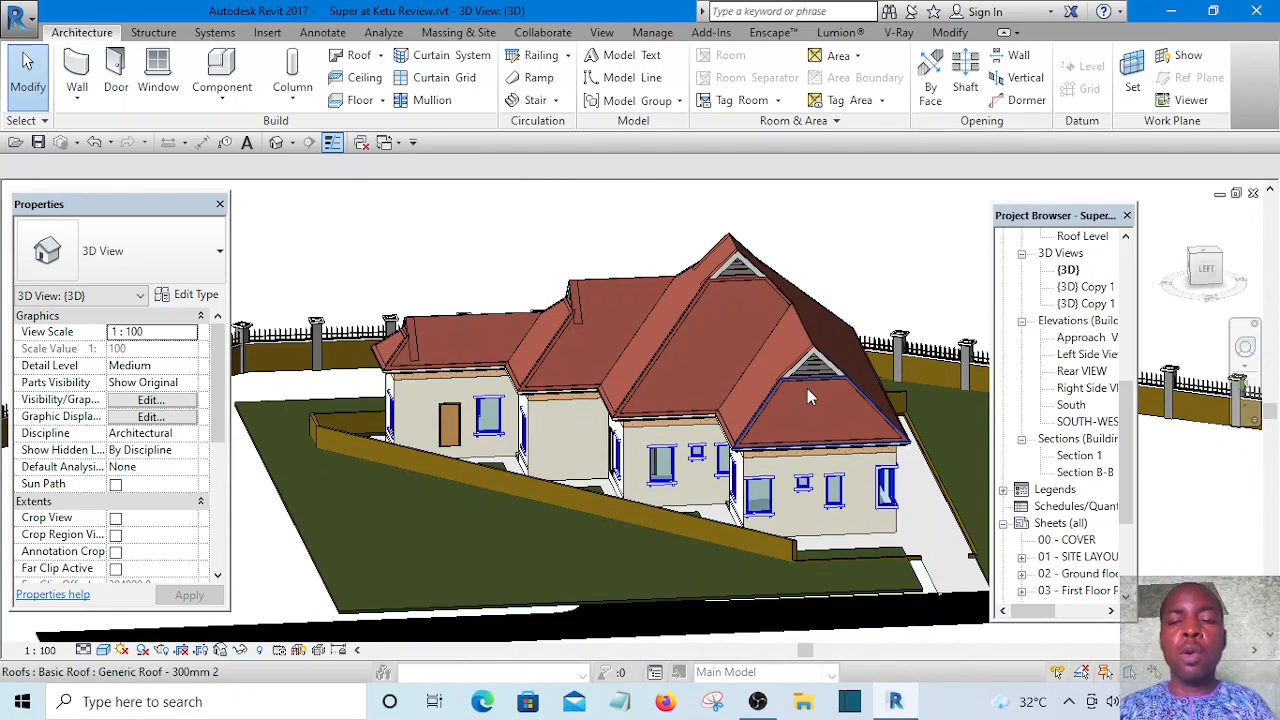 Autodesk Revit 2017 - Super at Ketu Review.rvt - 3D View: {3D}
Type a keyword or phrase
Sign In
Architecture Structure Systems Insert Annotate Analyze Massing & Site Collaborate View Manage Add-Ins Enscape™ Lumion® V-Ray Modify
Modify
Wall
Door
Window
Component
Column
Roof
Ceiling
Floor
Curtain System
Curtain Grid
Mullion
Railing
Ramp
Stair
Model Text
Model Line
Model Group
Room
Room Separator
Tag Room
Area
Area Boundary
Tag Area
By
Face
Shaft
Wall
Vertical
Dormer
Level
Grid
Set
Show
Ref Plane
Viewer
Select
Build
Circulation
Model
Room & Area
Opening
Datum
Work Plane
Properties
3D View
3D View: {3D}
Edit Type
Graphics
View Scale 1 : 100
Scale Value 1: 100
Detail Level Medium
Parts Visibility Show Original
Visibility/Grap... Edit...
Graphic Displa... Edit...
Discipline Architectural
Show Hidden L... By Discipline
Default Analysi... None
Sun Path
Extents
Crop View
Crop Region Vi...
Annotation Crop
Far Clip Active
Properties help
Apply
LEFT
Project Browser - Super...
Roof Level
3D Views
{3D}
{3D} Copy 1
{3D} Copy 1
Elevations (Build
Approach V
Left Side View
Rear VIEW
Right Side V
South
SOUTH-WES
Sections (Building
Section 1
Section B-B
Legends
Schedules/Quant
Sheets (all)
00 - COVER
01 - SITE LAYOU
02 - Ground floo
03 - First Floor P
1 : 100
Roofs : Basic Roof : Generic Roof - 300mm 2
:0
Main Model
Type here to search
32°C